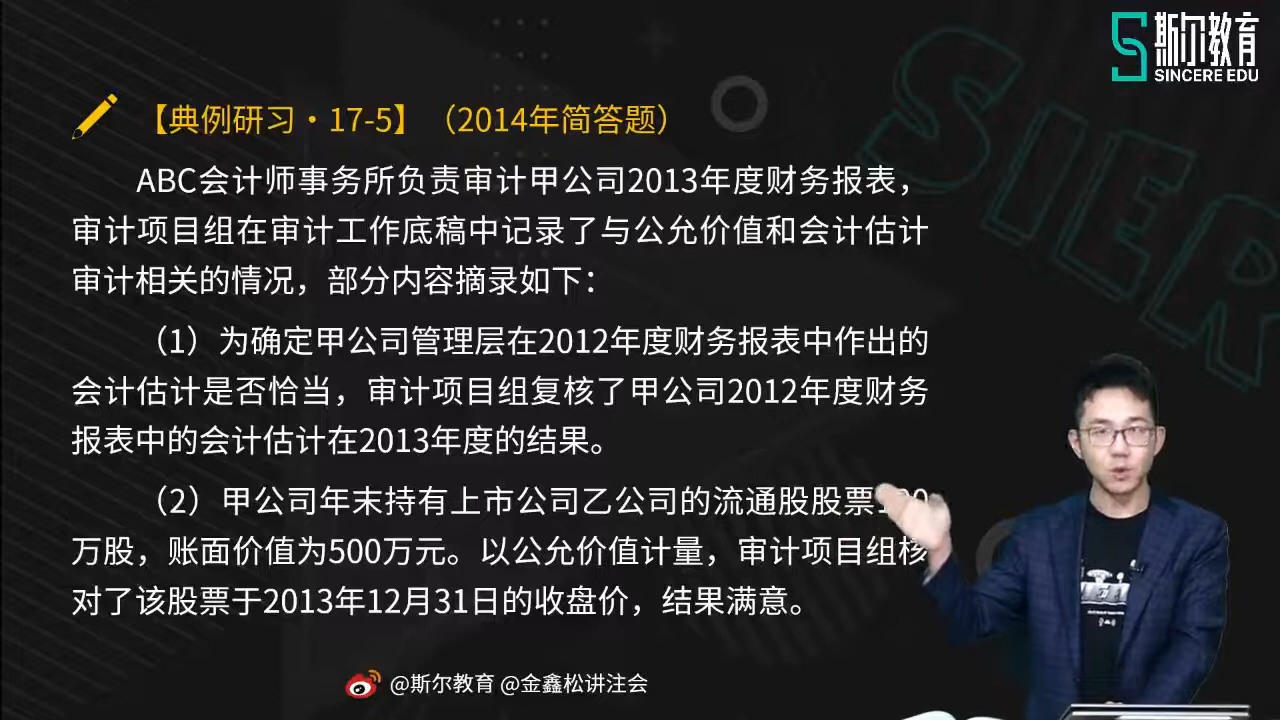 斯尔教育
SINCERE EDU
【典例研习·17-5】（2014年简答题）
ABC会计师事务所负责审计甲公司2013年度财务报表，
审计项目组在审计工作底稿中记录了与公允价值和会计估计
审计相关的情况，部分内容摘录如下：
（1）为确定甲公司管理层在2012年度财务报表中作出的
会计估计是否恰当，审计项目组复核了甲公司2012年度财务
报表中的会计估计在2013年度的结果。
（2）甲公司年末持有上市公司乙公司的流通股股票
万股，账面价值为500万元。以公允价值计量，审计项目组核
对了该股票于2013年12月31日的收盘价，结果满意。
@斯尔教育 @金鑫松讲注会